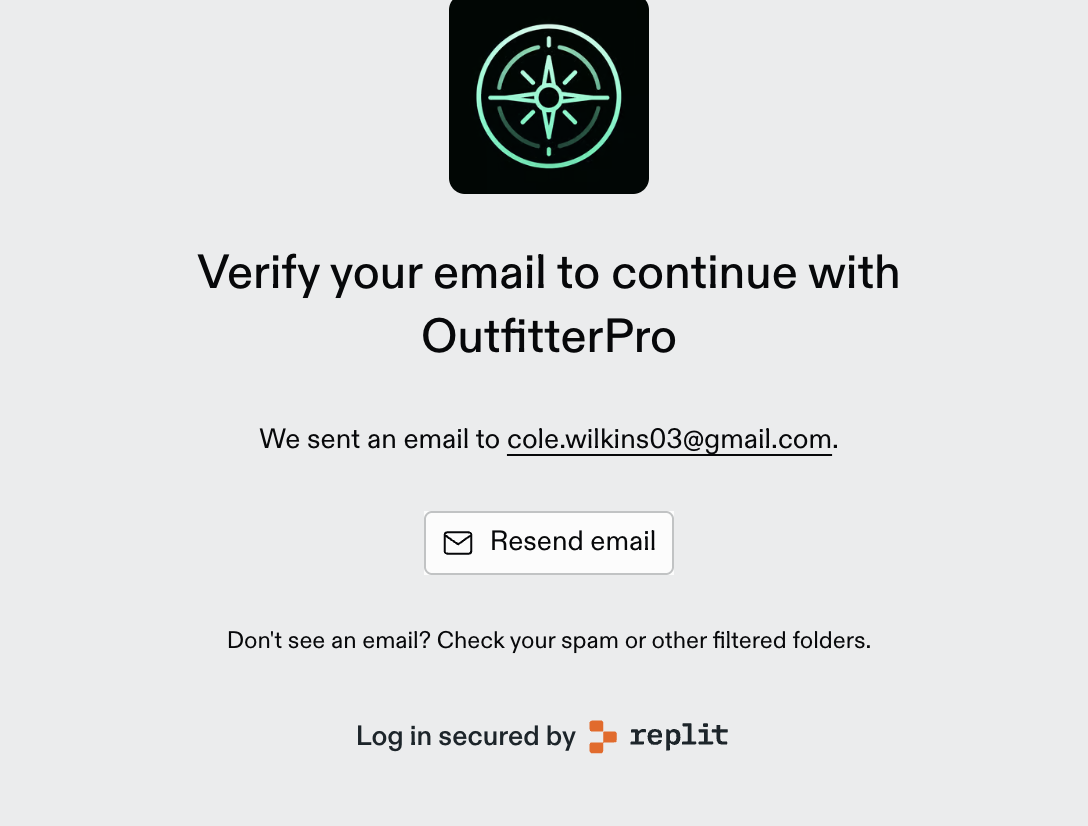 Verify your email to continue with
OutfitterPro
We sent an email to cole.wilkins03@gmail.com.
Resend email
Don't see an email? Check your spam or other filtered folders.
Log in secured by replit